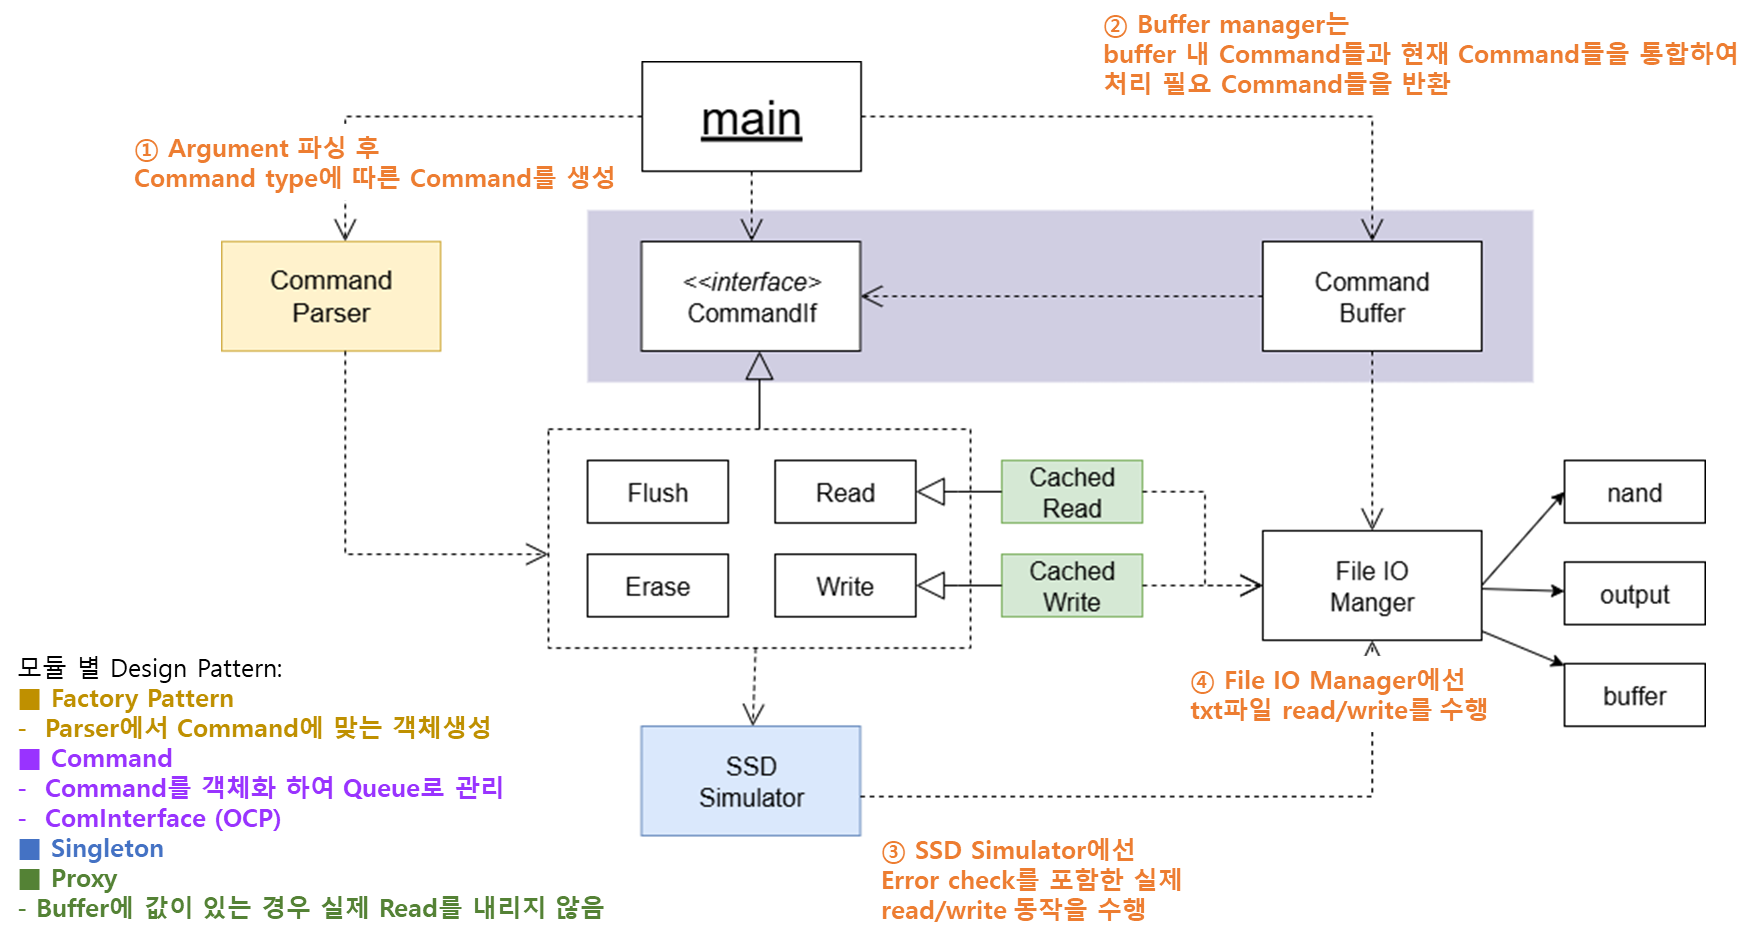 ② Buffer manager는
buffer 내 Command들과 현재 Command들을 통합하여
처리 필요 Command들을 반환
main
① Argument 파싱 후
Command type에 따른 Command를 생성
Command
Parser
<<interface>
CommandIf
Command
Buffer
Flush
Read
Cached
Read
nand
Erase
Write
Cached
Write
File IO
Manger
output
buffer
④ File IO Manager에선
txt파일 read/write를 수행
SSD
Simulator
③ SSD Simulator에선
Error check를 포함한 실제
read/write 동작을 수행
모듈 별 Design Pattern:
■ Factory Pattern
- Parser에서 Command에 맞는 객체생성
■ Command
- Command를 객체화 하여 Queue로 관리
- ComInterface (OCP)
■ Singleton
■ Proxy
- Buffer에 값이 있는 경우 실제 Read를 내리지 않음